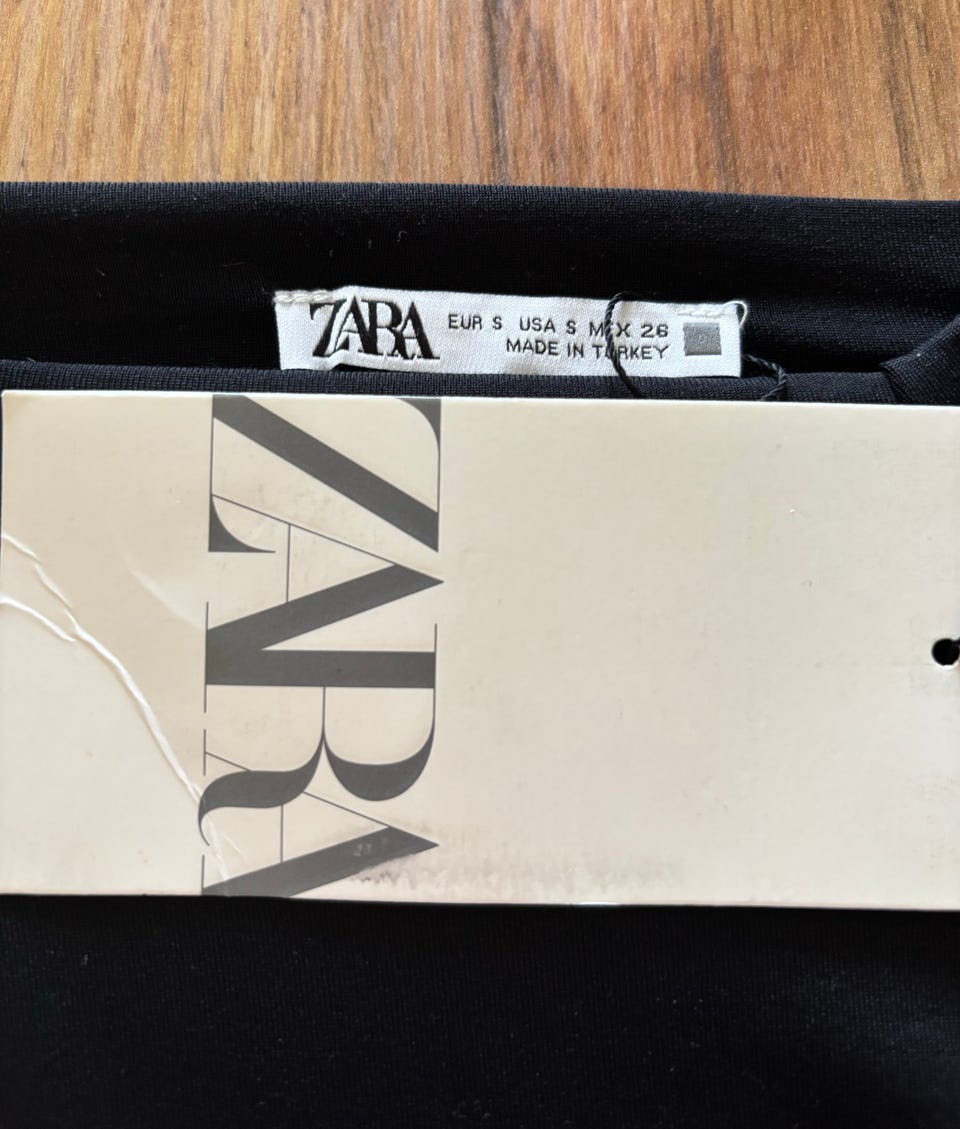 ZARA
EUR S USA S MEX 26
MADE IN TURKEY
ZARA